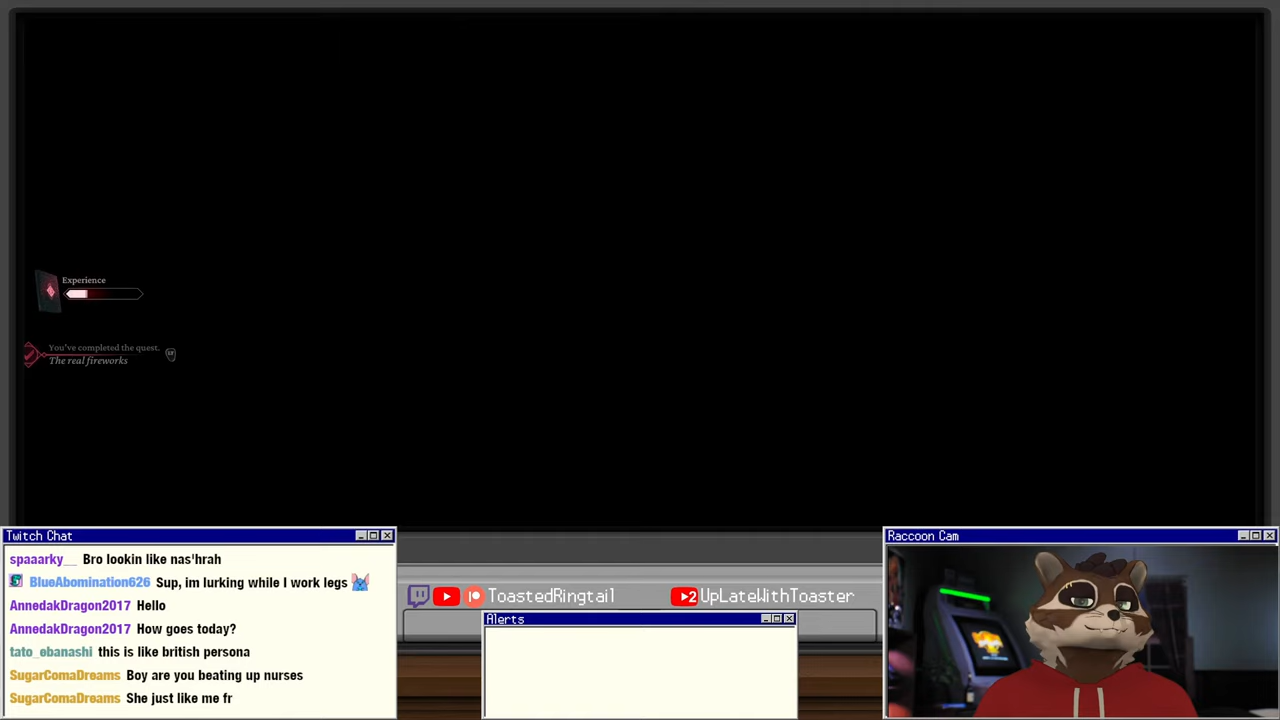 Experience
You've completed the quest.
The real fireworks
Twitch Chat
spaaarky__ Bro lookin like nas'hrah
BlueAbomination626 Sup, im lurking while I work legs
AnnedakDragon2017 Hello
AnnedakDragon2017 How goes today?
tato_obanashi this is like british persona
SugarComaDreams Boy are you beating up nurses
SugarComaDreams She just like me fr
ToastedRingtail
2 UpLateWithToaster
Alerts
Raccoon Cam